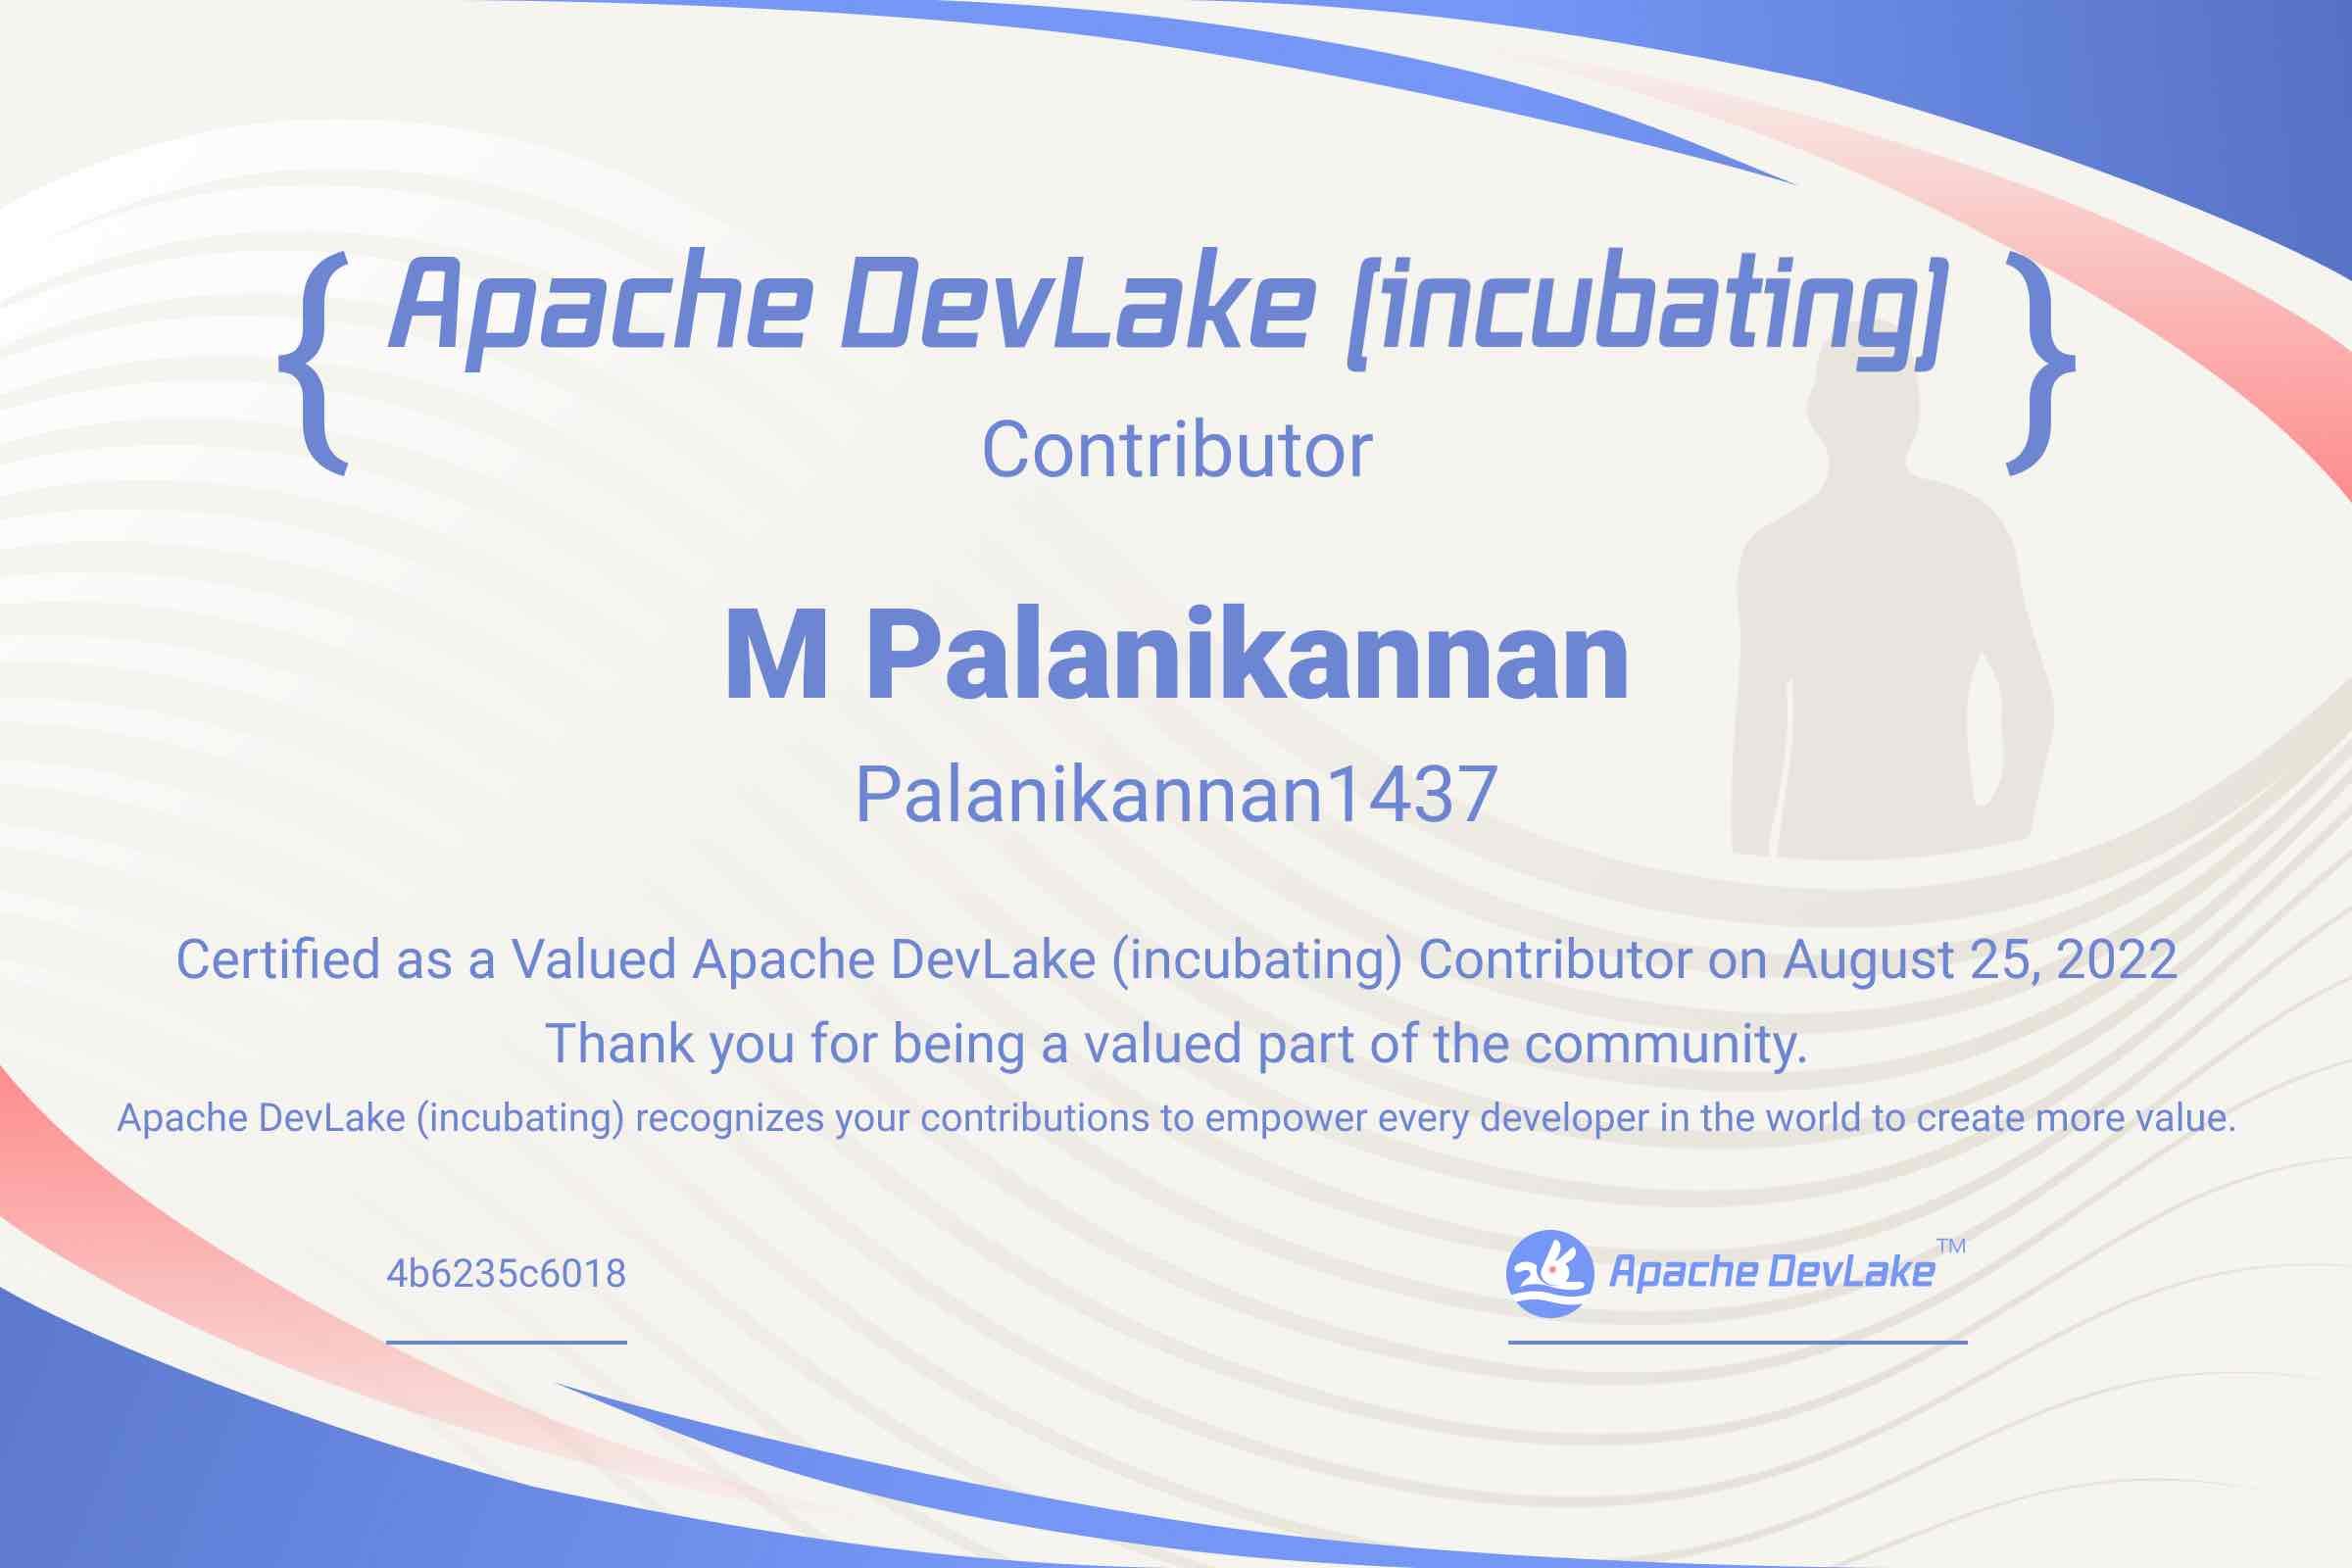 { Apache DevLake (incubating) }
Contributor
M Palanikannan
Palanikannan1437
Certified as a Valued Apache DevLake (incubating) Contributor on August 25, 2022
Thank you for being a valued part of the community.
Apache DevLake (incubating) recognizes your contributions to empower every developer in the world to create more value.
4b6235c6018
Apache DevLake™